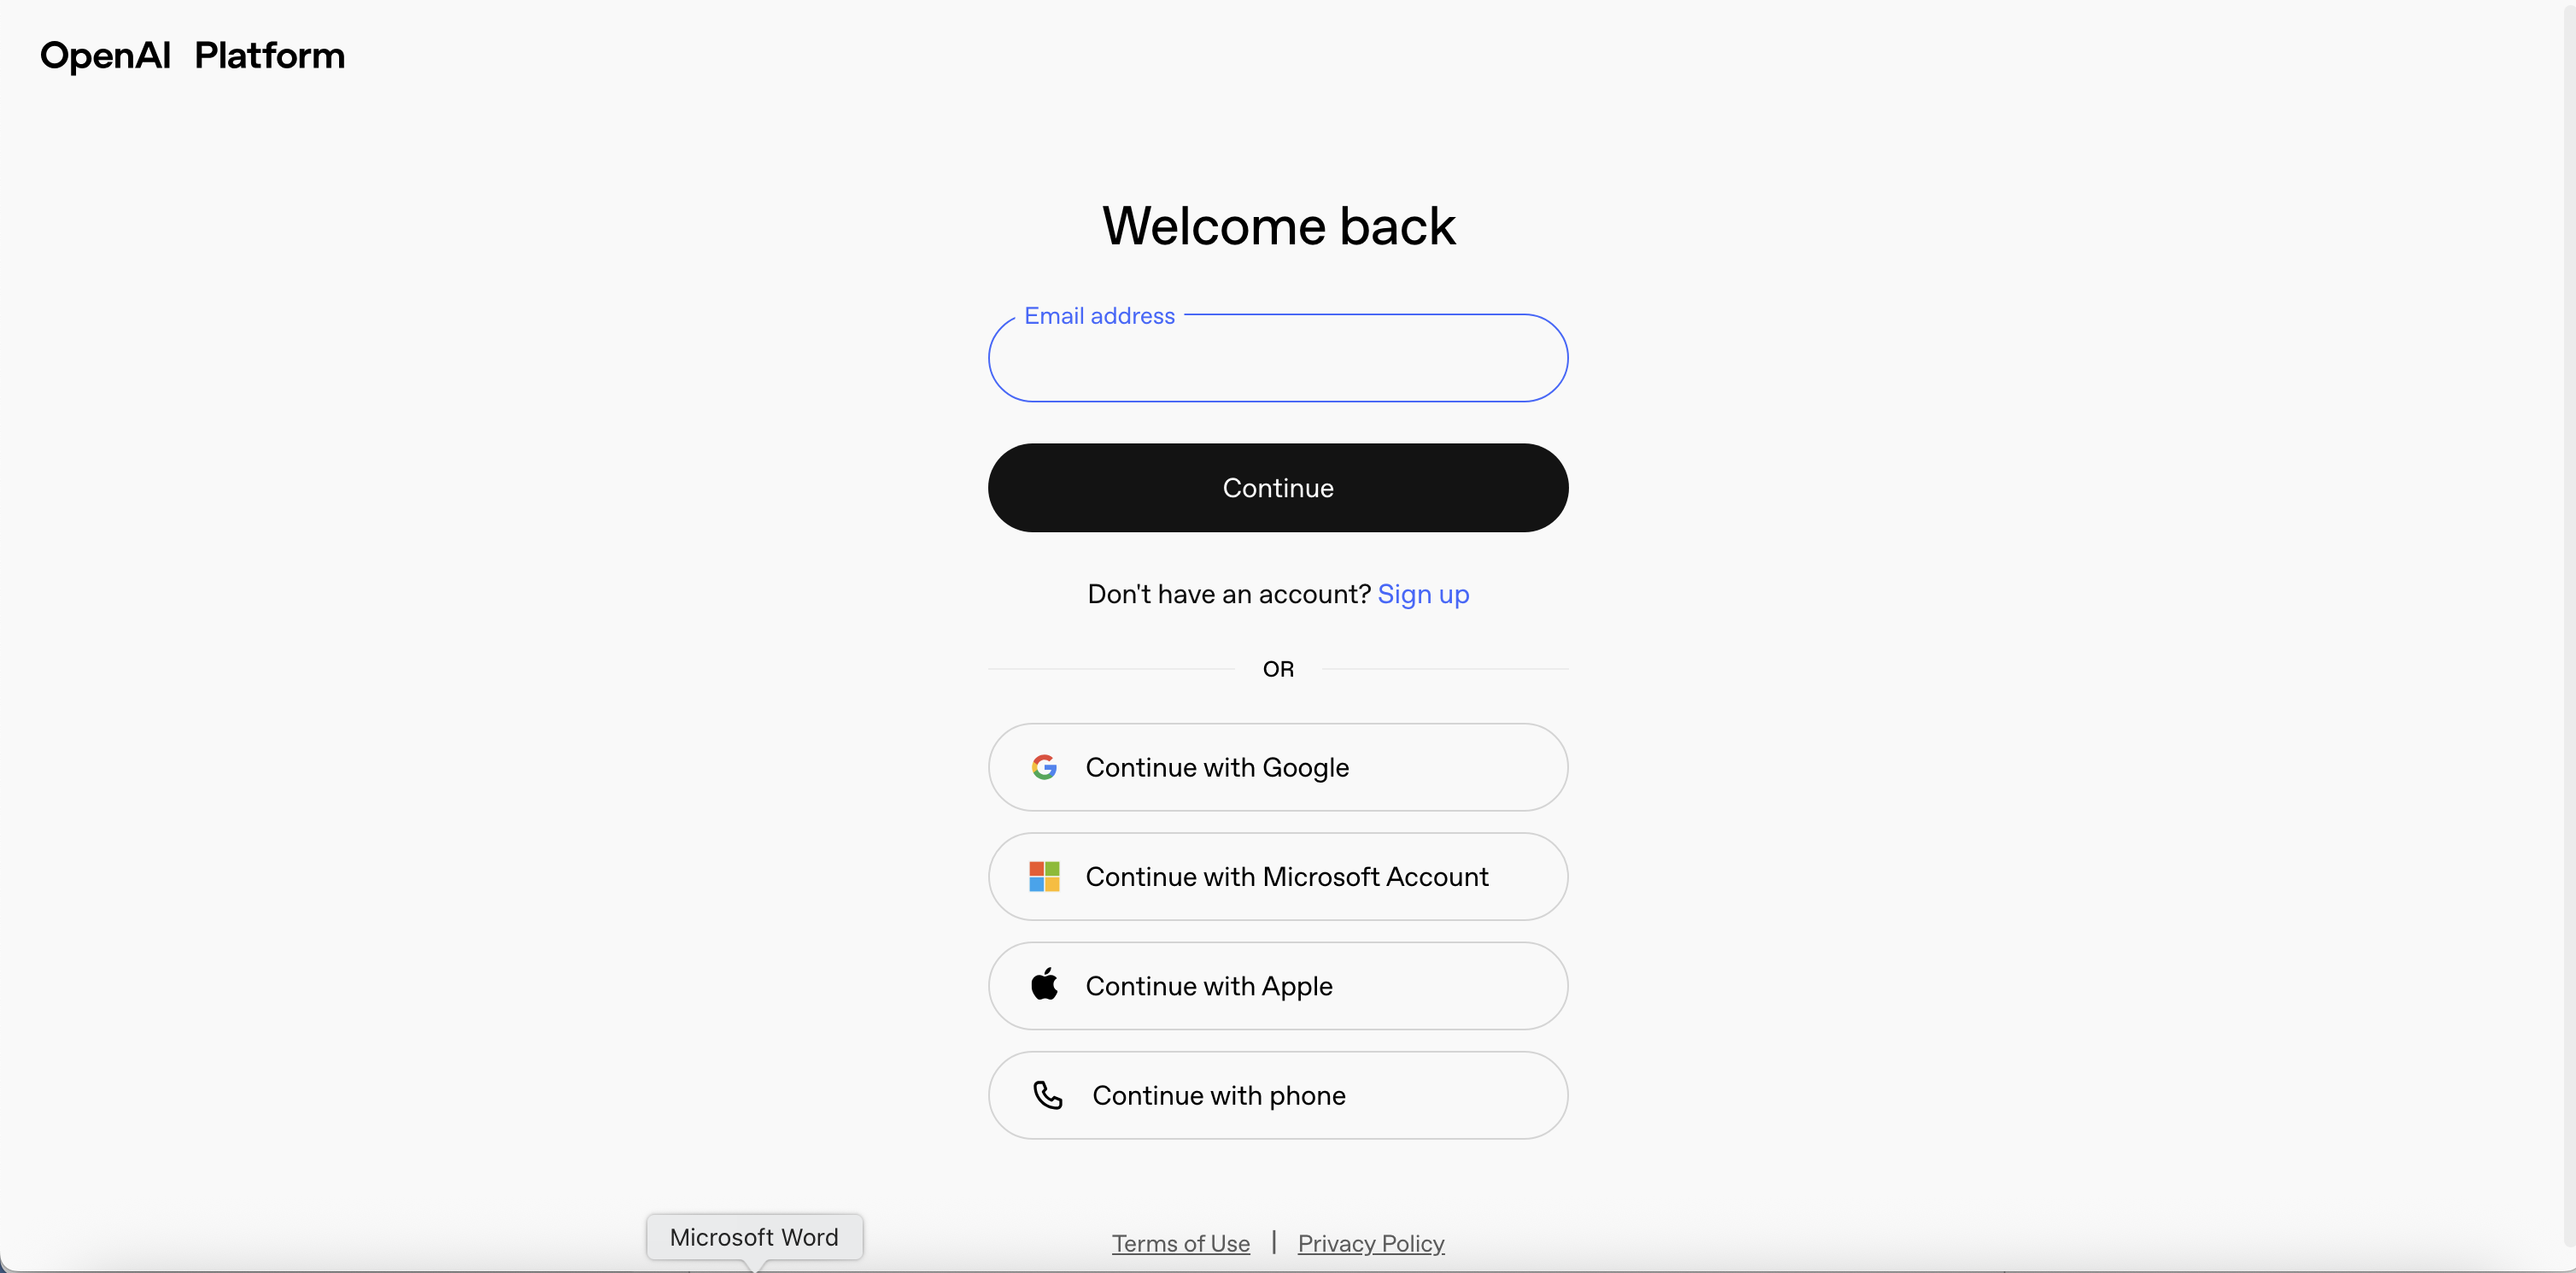 OpenAI Platform
Welcome back
Email address
Continue
Don't have an account? Sign up
OR
Continue with Google
Continue with Microsoft Account
Continue with Apple
Continue with phone
Microsoft Word
Terms of Use | Privacy Policy